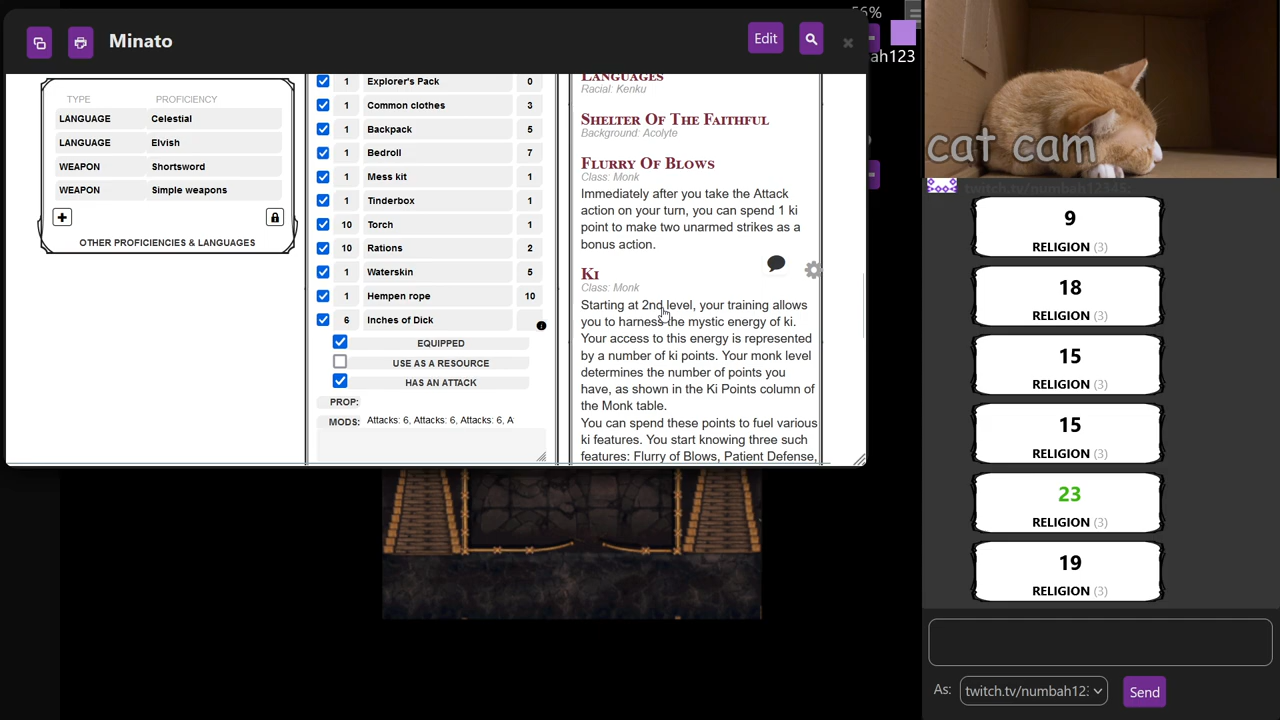 Minato
Edit
56%
ah123
TYPE PROFICIENCY
LANGUAGE Celestial
LANGUAGE Elvish
WEAPON Shortsword
WEAPON Simple weapons
OTHER PROFICIENCIES & LANGUAGES
1 Explorer's Pack 0
1 Common clothes 3
1 Backpack 5
1 Bedroll 7
1 Mess kit 1
1 Tinderbox 1
10 Torch 1
10 Rations 2
1 Waterskin 5
1 Hempen rope 10
6 Inches of Dick
EQUIPPED
USE AS A RESOURCE
HAS AN ATTACK
PROP:
MODS: Attacks: 6, Attacks: 6, Attacks: 6, A
LANGUAGES
Racial: Kenku
SHELTER OF THE FAITHFUL
Background: Acolyte
FLURRY OF BLOWS
Class: Monk
Immediately after you take the Attack
action on your turn, you can spend 1 ki
point to make two unarmed strikes as a
bonus action.
KI
Class: Monk
Starting at 2nd level, your training allows
you to harness the mystic energy of ki.
Your access to this energy is represented
by a number of ki points. Your monk level
determines the number of points you
have, as shown in the Ki Points column of
the Monk table.
You can spend these points to fuel various
ki features. You start knowing three such
features: Flurry of Blows, Patient Defense,
cat cam
twitch.tv/numbah12345:
9
RELIGION (3)
18
RELIGION (3)
15
RELIGION (3)
15
RELIGION (3)
23
RELIGION (3)
19
RELIGION (3)
As: twitch.tv/numbah12:
Send